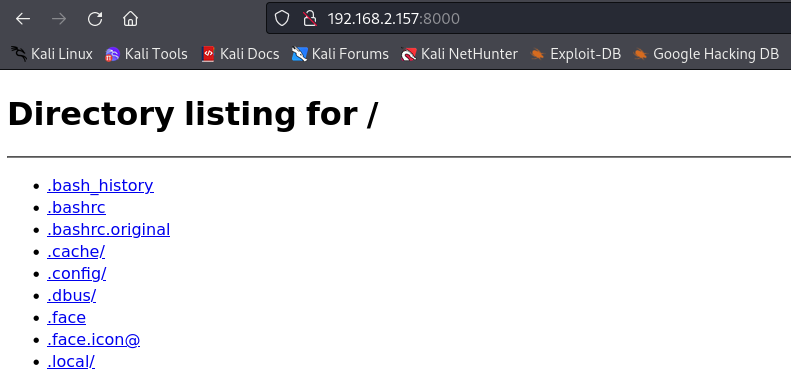 192.168.2.157:8000
Kali Linux Kali Tools Kali Docs Kali Forums Kali NetHunter Exploit-DB Google Hacking DB
Directory listing for /
.bash_history
.bashrc
.bashrc.original
.cache/
.config/
.dbus/
.face
.face.icon@
.local/